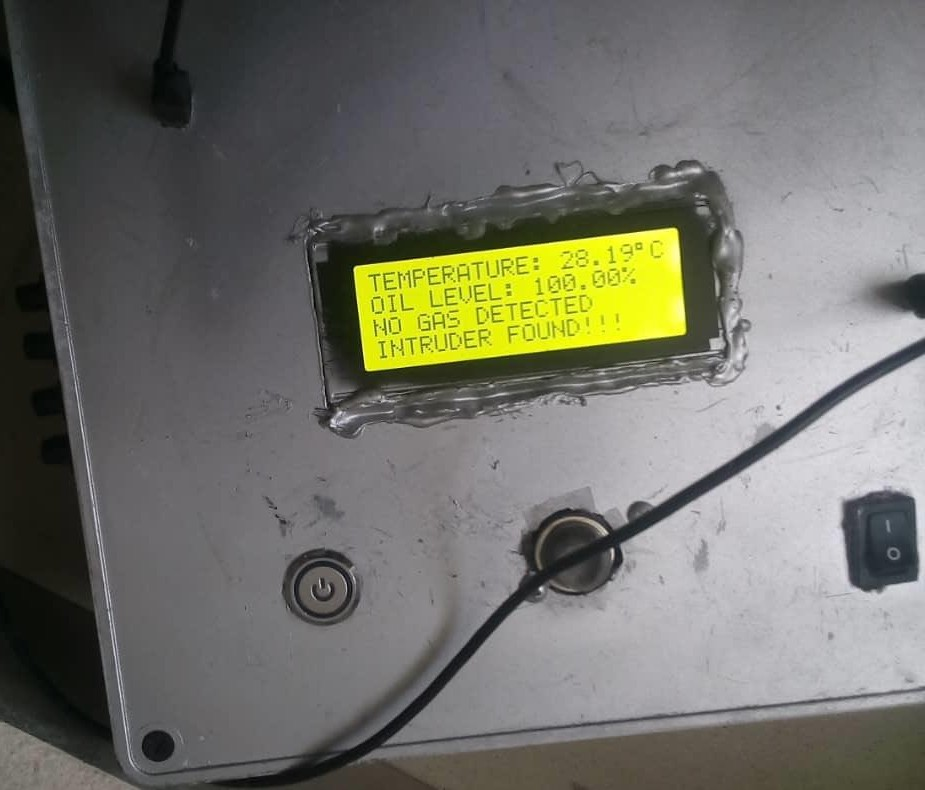 TEMPERATURE: 28.19°C
OIL LEVEL: 100.00%
NO GAS DETECTED
INTRUDER FOUND!!!